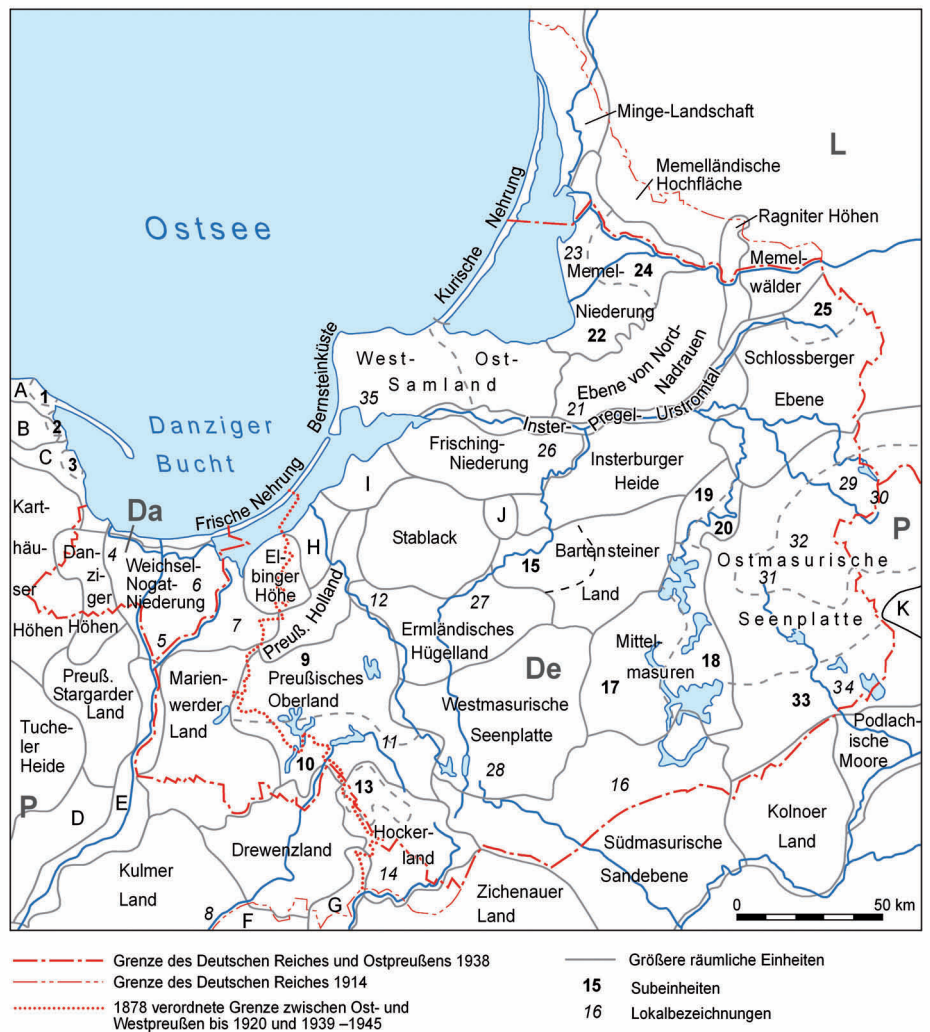 Minge-Landschaft
L
Memelländische
Hochfläche
Ragniter Höhen
Ostsee
Kurische Nehrung
Memel-
wälder
23
Memel-
24
Niederung
22
25
Schlossberger
Ebene
Ebene von Nord-
Nadrauen
West-
Ost-
Samland
35
Bernsteinküste
21
Inster-
Pregel-
Urstromtal
A
1
B
2
C
3
Danziger
Bucht
Frische Nehrung
Frisching-
Niederung
26
Insterburger
Heide
19
20
29
30
P
I
J
Stablack
Bartensteiner
15
Land
32
Ostmasurische
31
Seenplatte
K
Kart-
häu-
ser
Höhen
Da
Dan-
zi-
ger
Höhen
4
Weichsel-
Nogat-
Niederung
6
5
7
El-
binger
Höhe
H
Preuß. Holland
12
27
Ermländisches
Hügelland
De
Mittel-
masuren
17
18
33
34
Podlach-
ische
Moore
Preuß.
Stargarder
Land
Marien-
werder
Land
9
Preußisches
Oberland
Westmasurische
Seenplatte
28
Tuche-
ler
Heide
10
11
13
16
P
D
E
Kulmer
Land
Drewenzland
Hocker-
land
14
Südmasurische
Sandebene
Kolnoer
Land
8
F
G
Zichenauer
Land
0
50 km
Grenze des Deutschen Reiches und Ostpreußens 1938
Grenze des Deutschen Reiches 1914
1878 verordnete Grenze zwischen Ost- und
Westpreußen bis 1920 und 1939 –1945
Größere räumliche Einheiten
15 Subeinheiten
16 Lokalbezeichnungen